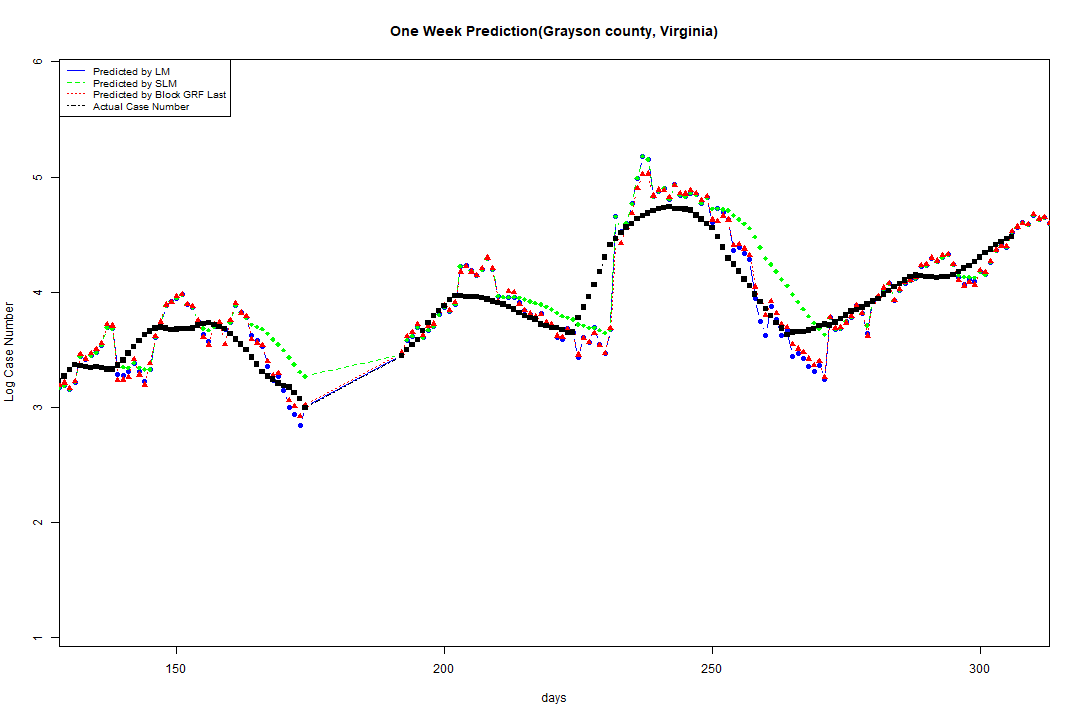 One Week Prediction(Grayson county, Virginia)
Predicted by LM
Predicted by SLM
Predicted by Block GRF Last
Actual Case Number
Log Case Number
6
5
4
3
2
1
150 200 250 300
days